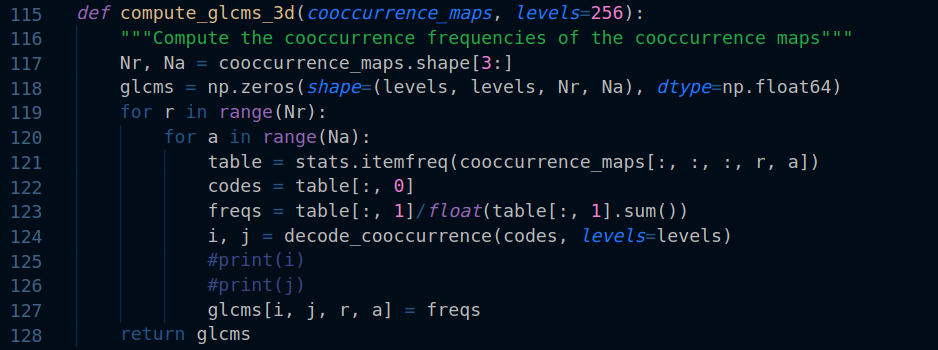 115 def compute_glcms_3d(cooccurrence_maps, levels=256):
116     """Compute the cooccurrence frequencies of the cooccurrence maps"""
117     Nr, Na = cooccurrence_maps.shape[3:]
118     glcms = np.zeros(shape=(levels, levels, Nr, Na), dtype=np.float64)
119     for r in range(Nr):
120         for a in range(Na):
121             table = stats.itemfreq(cooccurrence_maps[:, :, :, r, a])
122             codes = table[:, 0]
123             freqs = table[:, 1]/float(table[:, 1].sum())
124             i, j = decode_cooccurrence(codes, levels=levels)
125             #print(i)
126             #print(j)
127             glcms[i, j, r, a] = freqs
128     return glcms